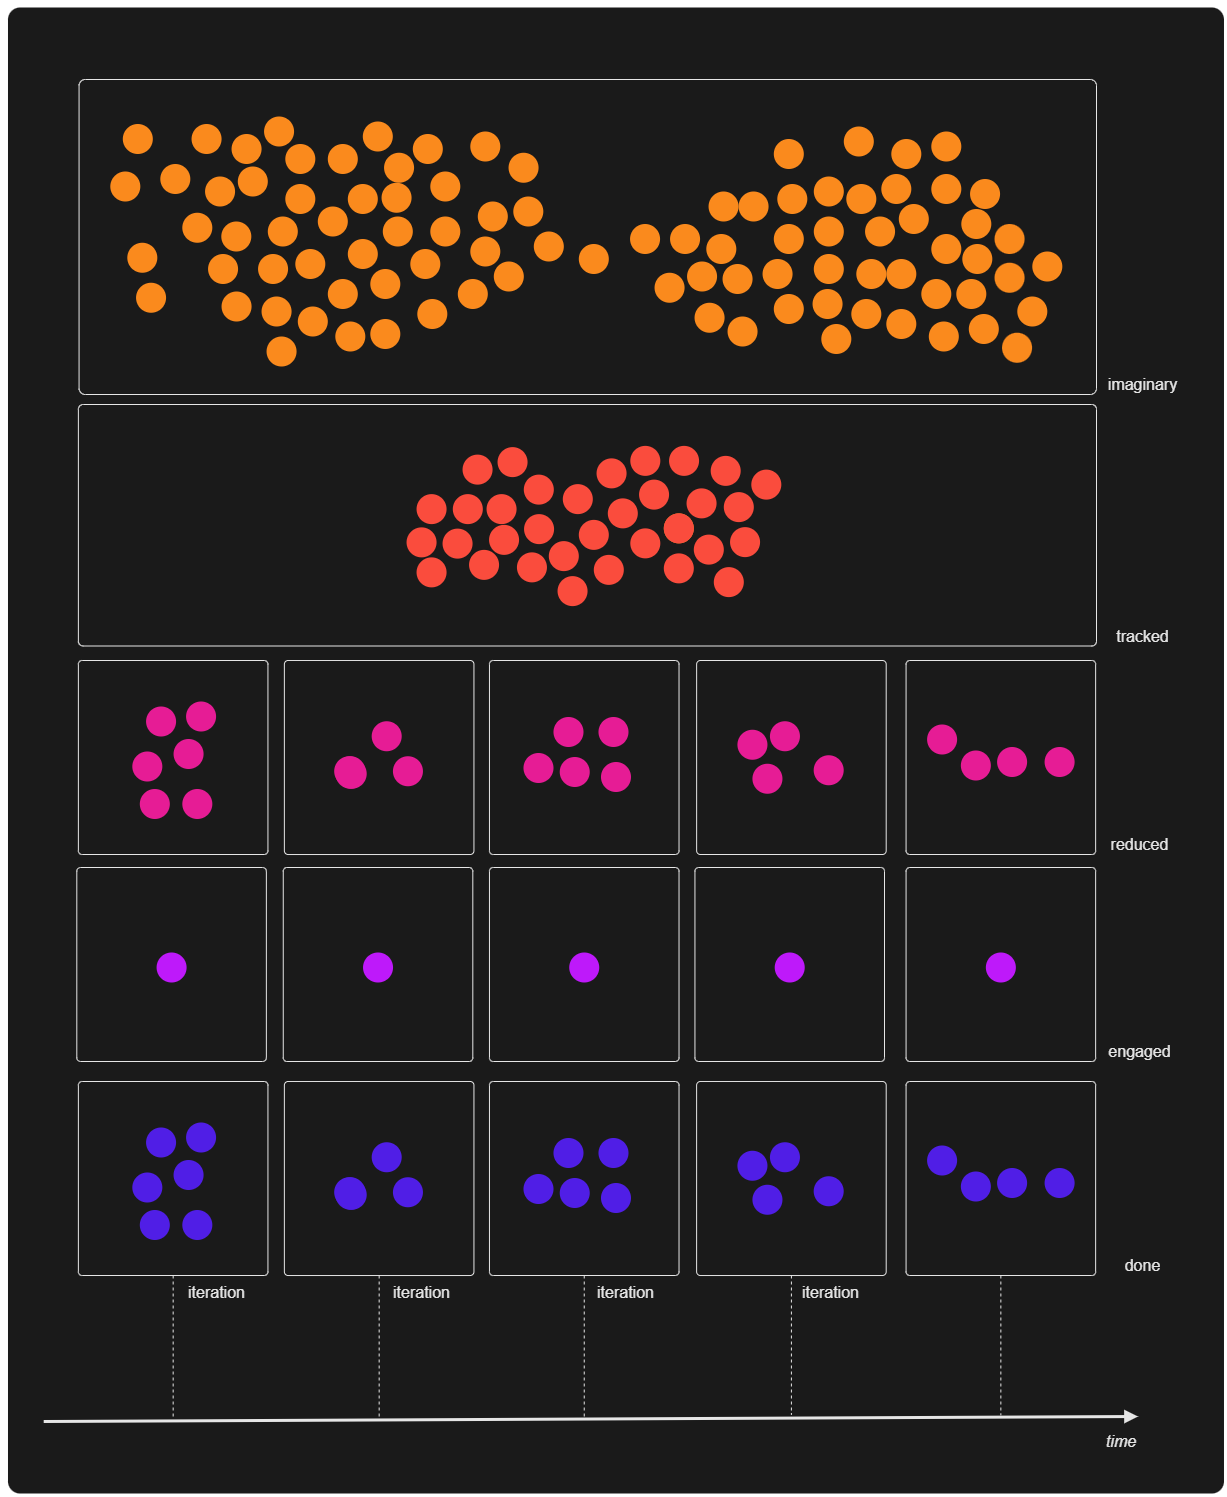 imaginary
tracked
reduced
engaged
done
iteration
iteration
iteration
iteration
time